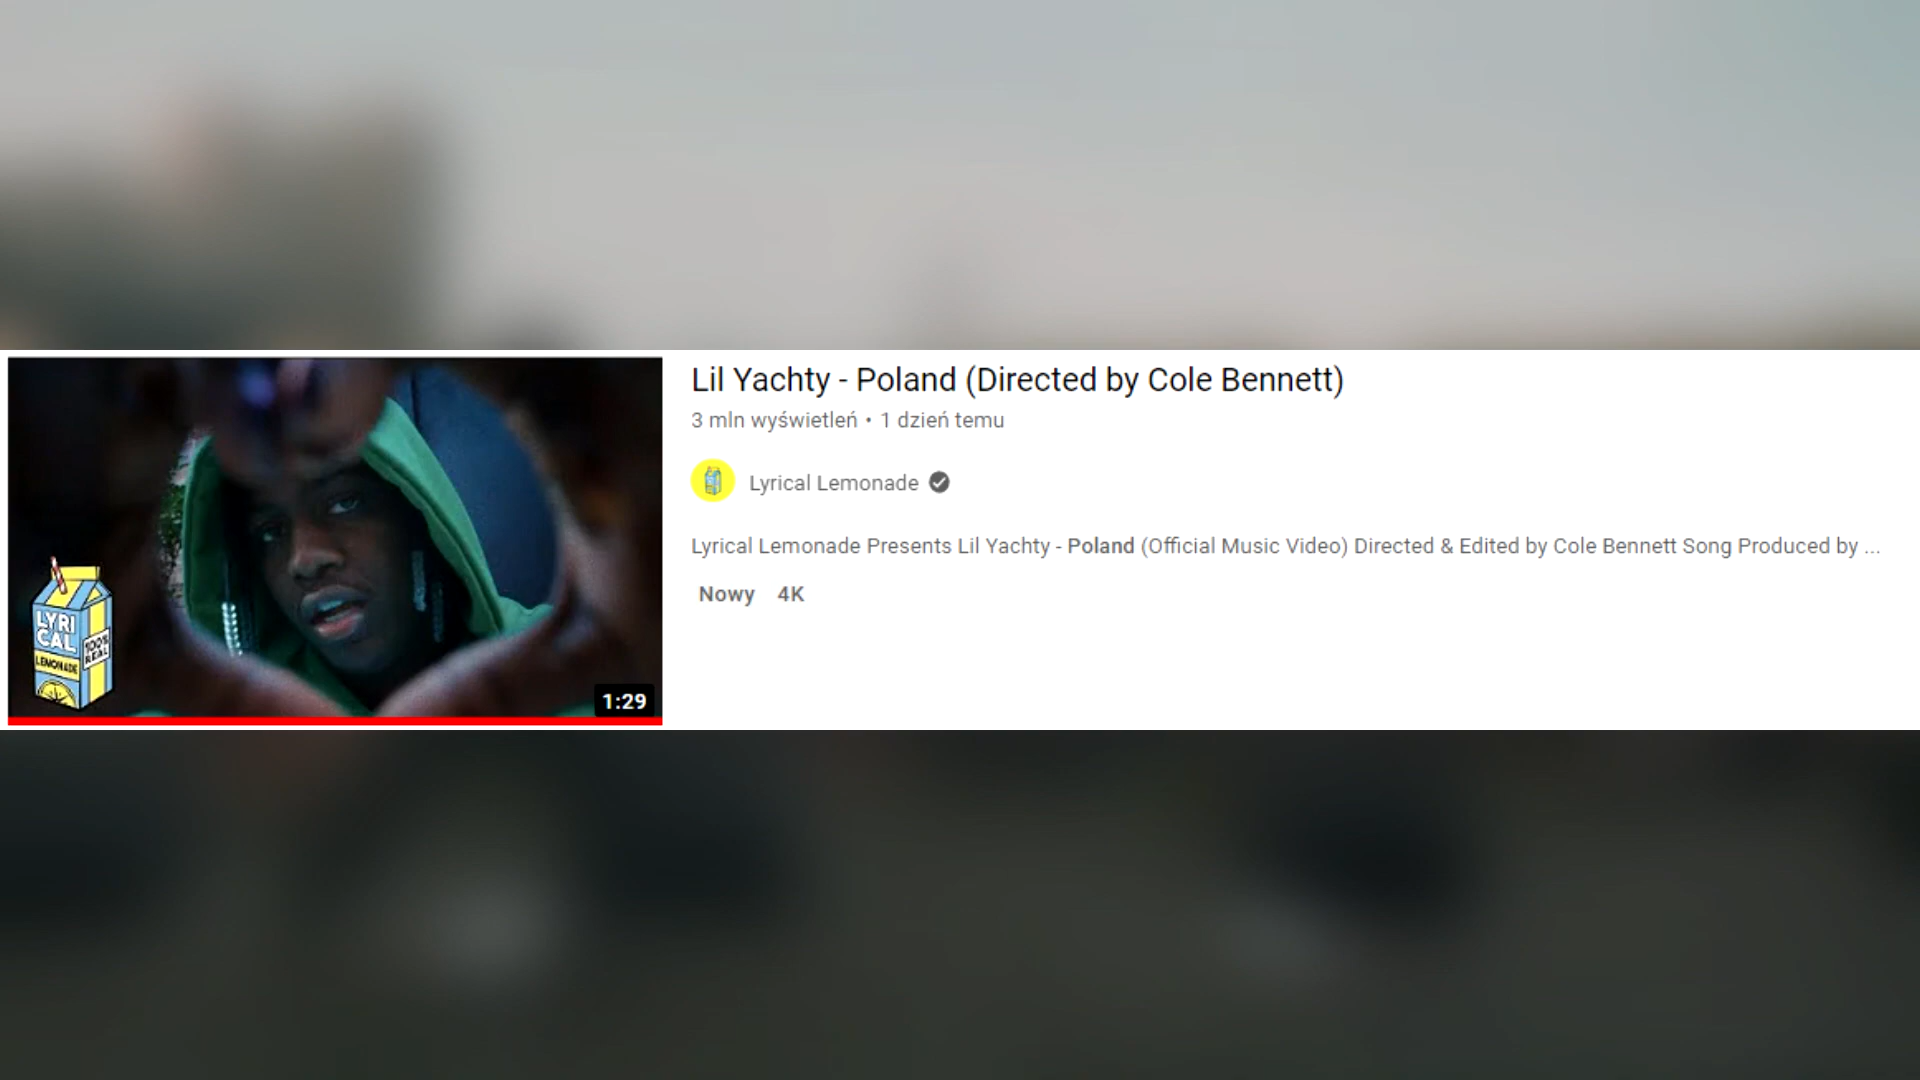 Lil Yachty - Poland (Directed by Cole Bennett)
3 mln wyświetleń • 1 dzień temu
Lyrical Lemonade
Lyrical Lemonade Presents Lil Yachty - Poland (Official Music Video) Directed & Edited by Cole Bennett Song Produced by ...
Nowy 4K
LYRI
CAL
LEMONADE
100%
REAL
1:29